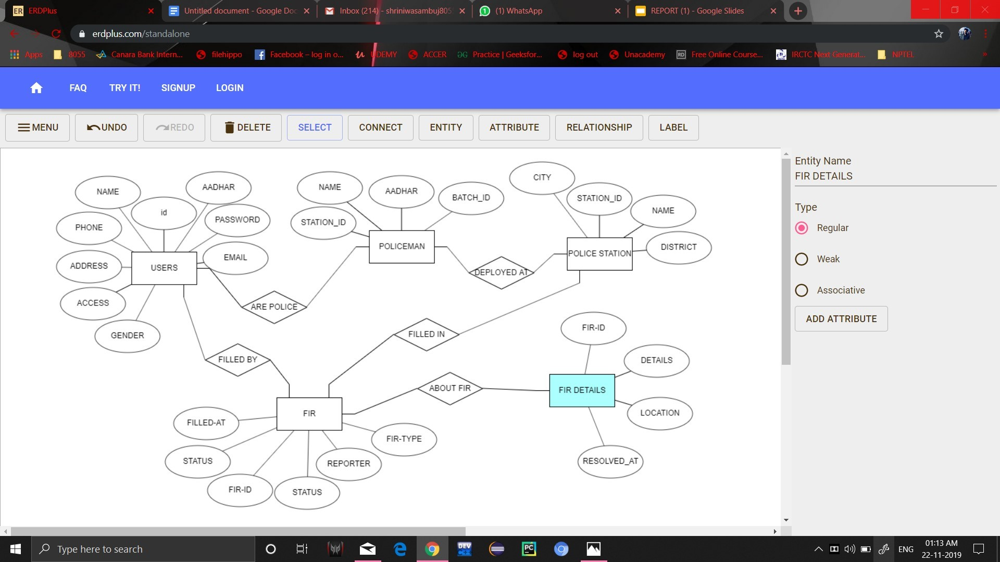 ERDPlus
Untitled document - Google Doc
Inbox (214) - shriniwasambuj805
(1) WhatsApp
REPORT (1) - Google Slides
erdplus.com/standalone
Apps
8055
Canara Bank Intern...
filehippo
Facebook – log in o...
UDEMY
ACCER
Practice | Geeksfor...
log out
Unacademy
RD
Free Online Course...
IRCTC Next Generat...
NPTEL
»
FAQ
TRY IT!
SIGNUP
LOGIN
MENU
UNDO
REDO
DELETE
SELECT
CONNECT
ENTITY
ATTRIBUTE
RELATIONSHIP
LABEL
NAME
id
AADHAR
PHONE
PASSWORD
ADDRESS
USERS
EMAIL
ACCESS
GENDER
NAME
AADHAR
BATCH_ID
STATION_ID
POLICEMAN
CITY
STATION_ID
NAME
POLICE STATION
DISTRICT
DEPLOYED AT
ARE POLICE
FILLED IN
FILLED BY
ABOUT FIR
FIR-ID
DETAILS
FIR DETAILS
LOCATION
RESOLVED_AT
FIR
FILLED-AT
FIR-TYPE
STATUS
REPORTER
FIR-ID
STATUS
Entity Name
FIR DETAILS
Type
Regular
Weak
Associative
ADD ATTRIBUTE
Type here to search
DEV
C++
PC
ENG
01:13 AM
22-11-2019